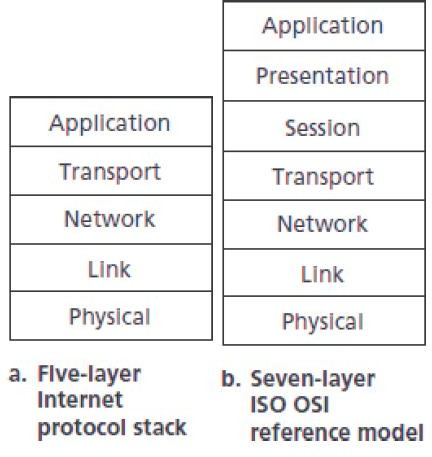 Application
Transport
Network
Link
Physical
a. Five-layer
Internet
protocol stack
Application
Presentation
Session
Transport
Network
Link
Physical
b. Seven-layer
ISO OSI
reference model